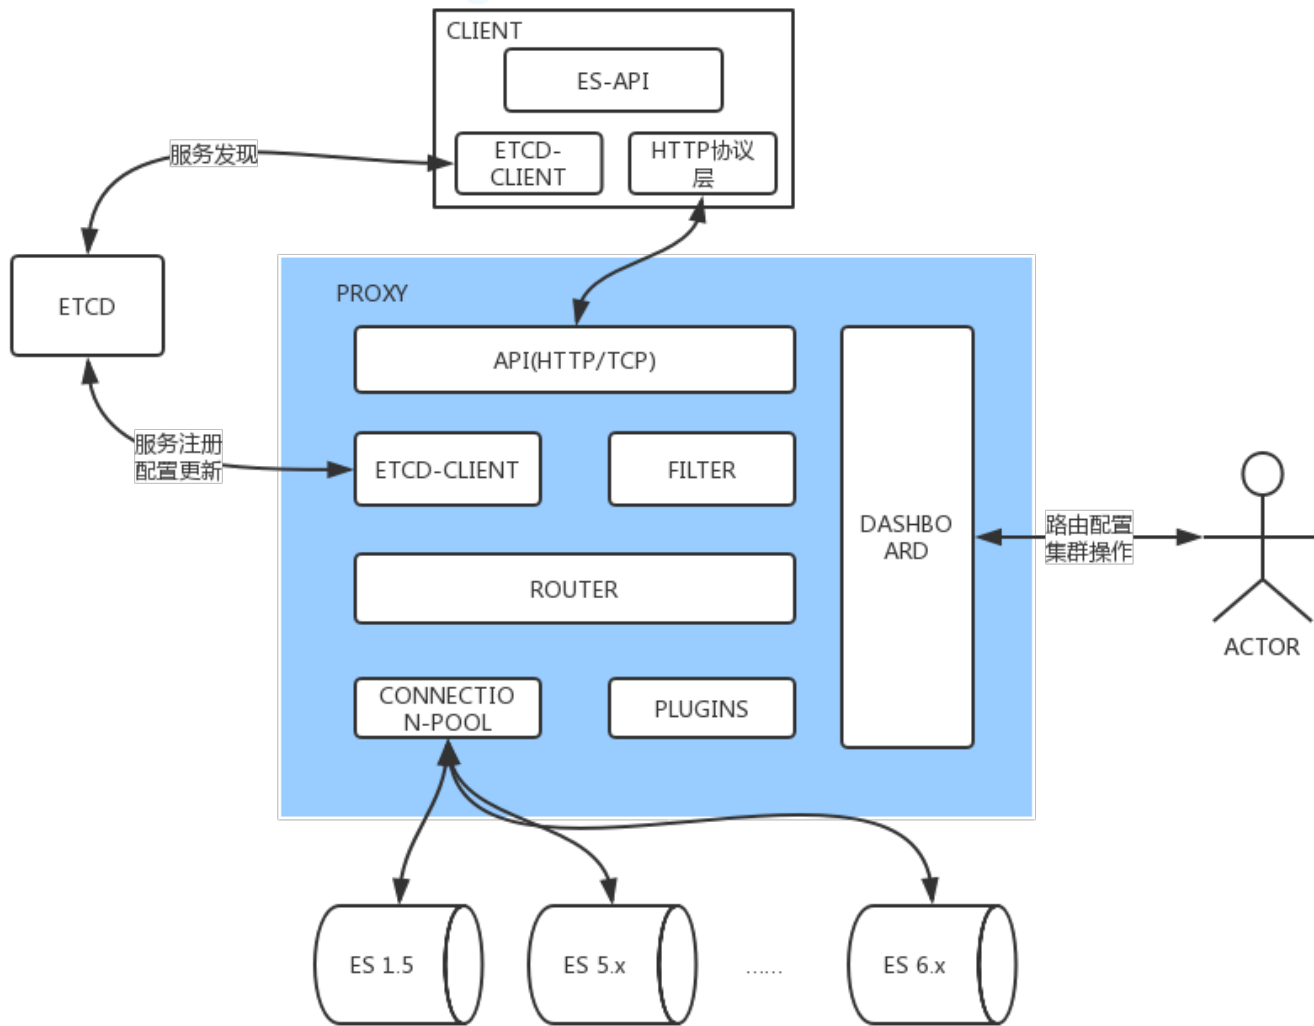 CLIENT
ES-API
ETCD-
CLIENT
HTTP协议
层
服务发现
ETCD
PROXY
API(HTTP/TCP)
服务注册
配置更新
ETCD-CLIENT
FILTER
DASHBO
ARD
路由配置
集群操作
ROUTER
ACTOR
CONNECTIO
N-POOL
PLUGINS
ES 1.5
ES 5.x
......
ES 6.x